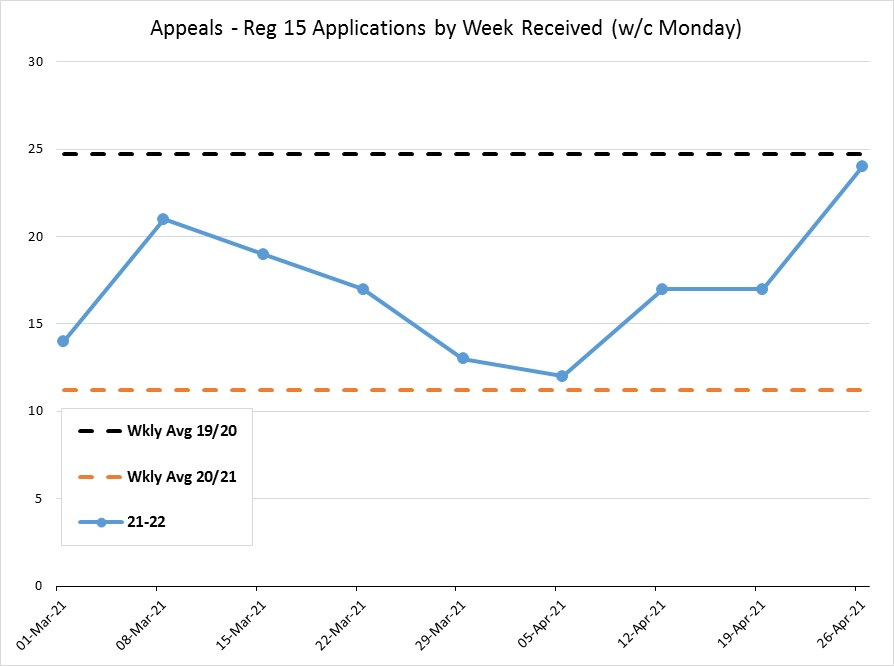 Appeals - Reg 15 Applications by Week Received (w/c Monday)
30
25
20
15
10
5
0
Wkly Avg 19/20
Wkly Avg 20/21
21-22
01-Mar-21
08-Mar-21
15-Mar-21
22-Mar-21
29-Mar-21
05-Apr-21
12-Apr-21
19-Apr-21
26-Apr-21